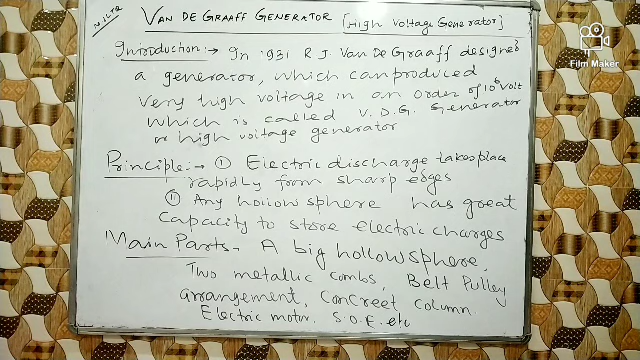 VAN DE GRAAFF GENERATOR [High Voltage Generator]
Introduction:→ In 1931 R J. Van De Graaff designed
a generator, which can produced
very high voltage in an order of 10⁶ Volt
which is called V.D.G. Generator
or high voltage generator
Principle:→ ① Electric discharge takes place
rapidly from sharp edges
⑪ Any hollow sphere has great
capacity to store electric charges
Main Parts- A big hollow sphere,
Two metallic combs, Belt Pulley
arrangement, Concreet column.
Electric motor. S.O.E. etc
Film Maker